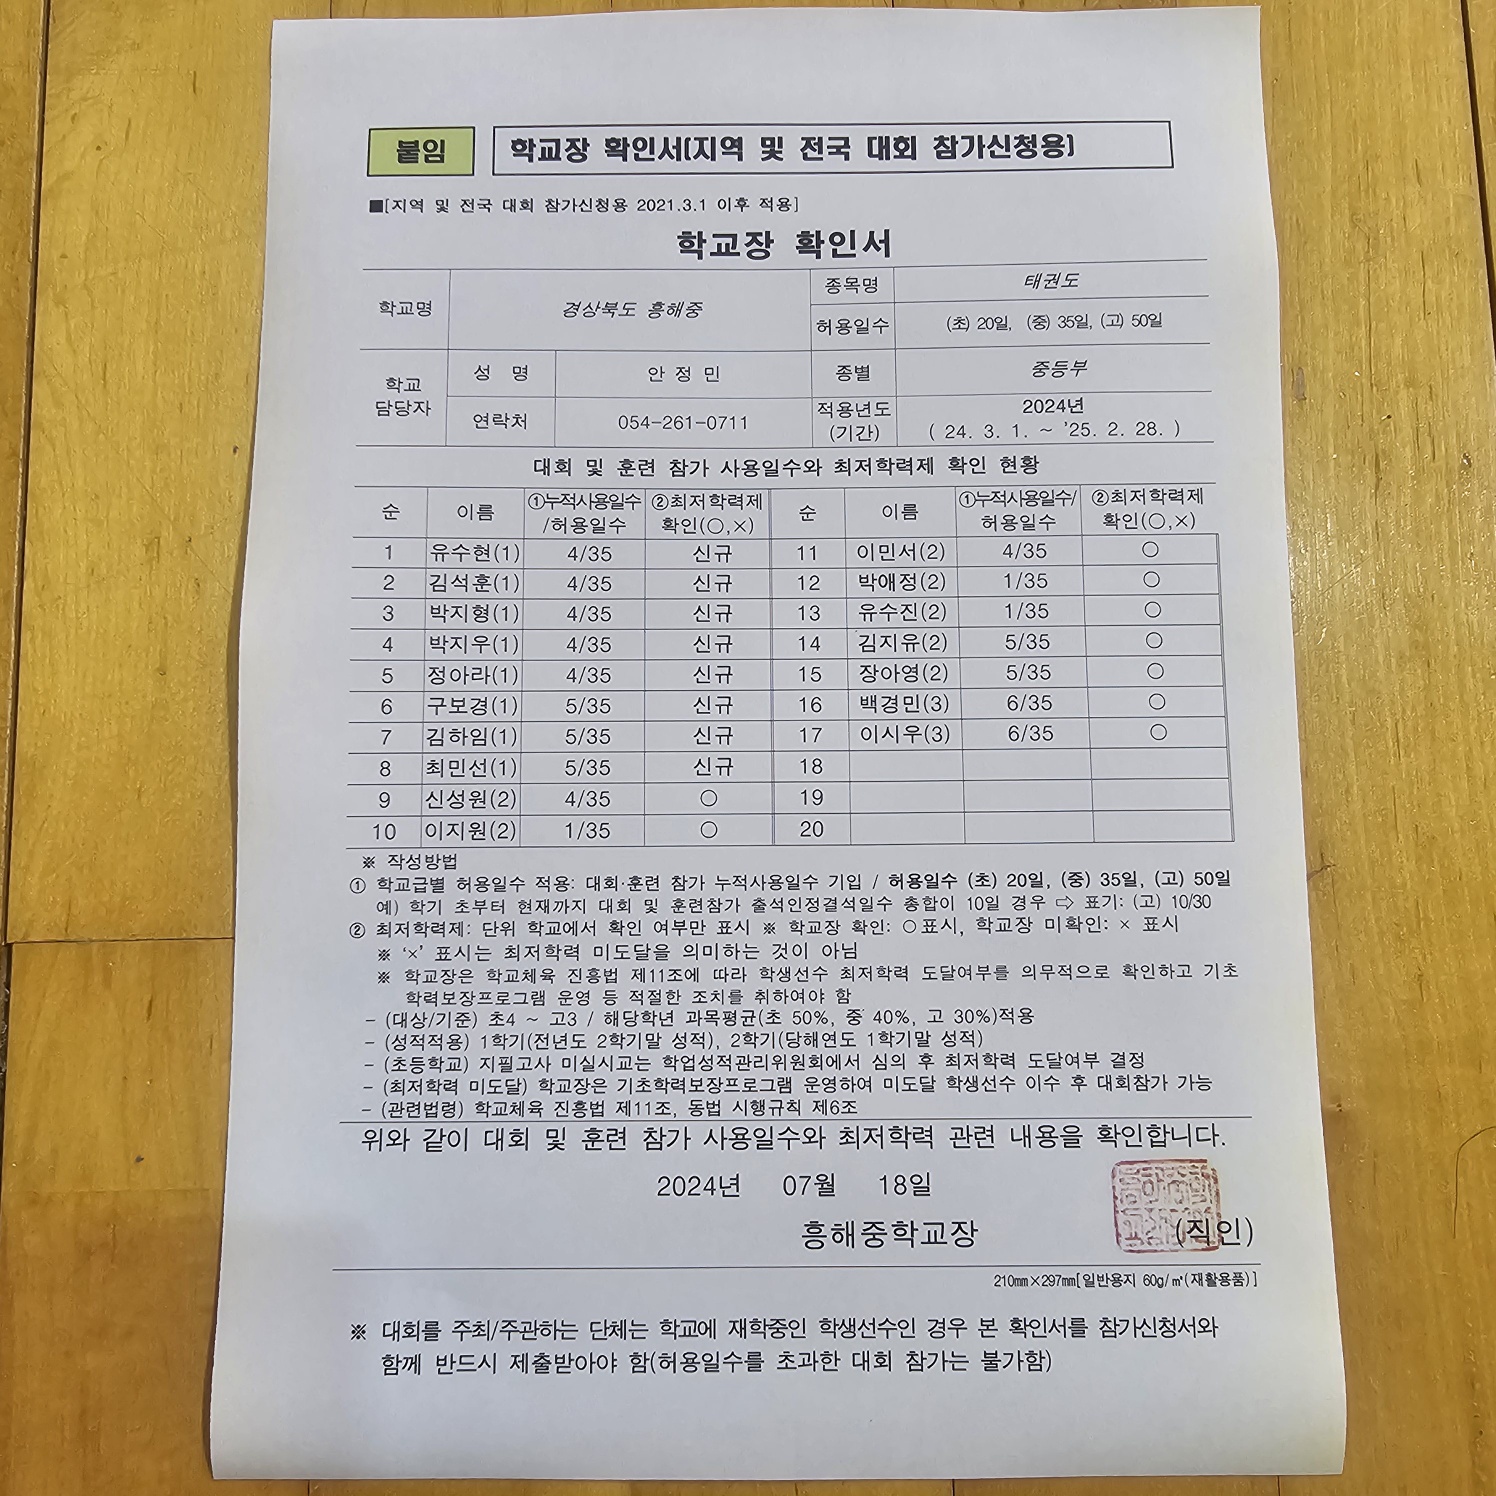 붙임 학교장 확인서(지역 및 전국 대회 참가신청용)
■[지역 및 전국 대회 참가신청용 2021.3.1 이후 적용]
학교장 확인서
학교명 경상북도 흥해중 종목명 태권도
허용일수 (초) 20일, (중) 35일, (고) 50일
학교 담당자 성 명 안 정 민 종별 중등부
연락처 054-261-0711 적용년도 (기간) 2024년
( 24. 3. 1. ~ '25. 2. 28. )
대회 및 훈련 참가 사용일수와 최저학력제 확인 현황
순 이름 ①누적사용일수/허용일수 ②최저학력제 확인(○,×) 순 이름 ①누적사용일수/허용일수 ②최저학력제 확인(○,×)
1 유수현(1) 4/35 신규 11 이민서(2) 4/35 ○
2 김석훈(1) 4/35 신규 12 박애정(2) 1/35 ○
3 박지형(1) 4/35 신규 13 유수진(2) 1/35 ○
4 박지우(1) 4/35 신규 14 김지유(2) 5/35 ○
5 정아라(1) 4/35 신규 15 장아영(2) 5/35 ○
6 구보경(1) 5/35 신규 16 백경민(3) 6/35 ○
7 김하임(1) 5/35 신규 17 이시우(3) 6/35 ○
8 최민선(1) 5/35 신규 18
9 신성원(2) 4/35 ○ 19
10 이지원(2) 1/35 ○ 20
※ 작성방법
① 학교급별 허용일수 적용: 대회·훈련 참가 누적사용일수 기입 / 허용일수 (초) 20일, (중) 35일, (고) 50일
예) 학기 초부터 현재까지 대회 및 훈련참가 출석인정결석일수 총합이 10일 경우 ⇨ 표기: (고) 10/30
② 최저학력제: 단위 학교에서 확인 여부만 표시 ※ 학교장 확인: ○표시, 학교장 미확인: × 표시
※ '×' 표시는 최저학력 미도달을 의미하는 것이 아님
※ 학교장은 학교체육 진흥법 제11조에 따라 학생선수 최저학력 도달여부를 의무적으로 확인하고 기초
학력보장프로그램 운영 등 적절한 조치를 취하여야 함
- (대상/기준) 초4 ~ 고3 / 해당학년 과목평균(초 50%, 중 40%, 고 30%)적용
- (성적적용) 1학기(전년도 2학기말 성적), 2학기(당해연도 1학기말 성적)
- (초등학교) 지필고사 미실시교는 학업성적관리위원회에서 심의 후 최저학력 도달여부 결정
- (최저학력 미도달) 학교장은 기초학력보장프로그램 운영하여 미도달 학생선수 이수 후 대회참가 가능
- (관련법령) 학교체육 진흥법 제11조, 동법 시행규칙 제6조
위와 같이 대회 및 훈련 참가 사용일수와 최저학력 관련 내용을 확인합니다.
2024년 07월 18일
흥해중학교장 (직인)
210㎜×297㎜[일반용지 60g/㎡(재활용품)]
※ 대회를 주최/주관하는 단체는 학교에 재학중인 학생선수인 경우 본 확인서를 참가신청서와
함께 반드시 제출받아야 함(허용일수를 초과한 대회 참가는 불가함)